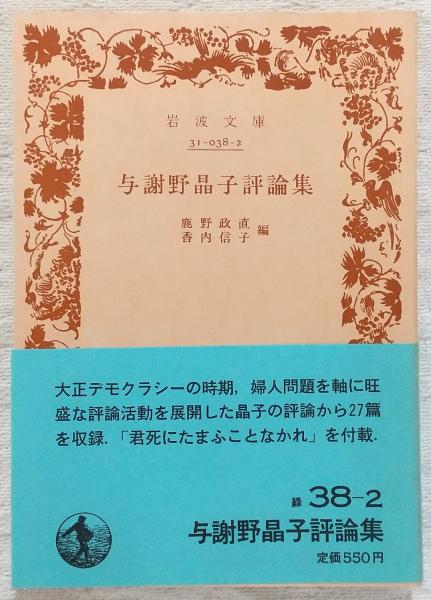 岩波文庫
31-038-2
与謝野晶子評論集
鹿野政直
香内信子
編
大正デモクラシーの時期，婦人問題を軸に旺
盛な評論活動を展開した晶子の評論から27篇
を収録．「君死にたまふことなかれ」を付載．
緑 38-2
与謝野晶子評論集
定価550円